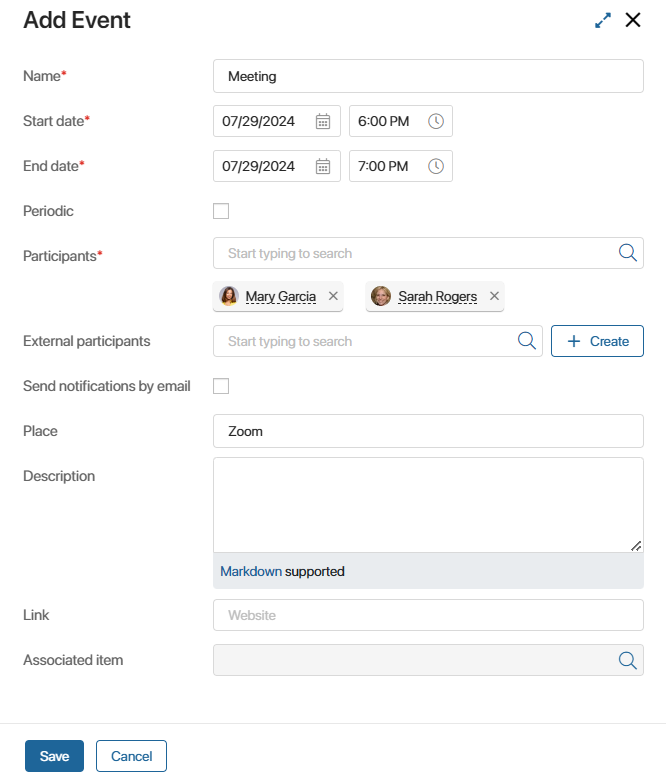 Add Event
Name* Meeting
Start date* 07/29/2024 6:00 PM
End date* 07/29/2024 7:00 PM
Periodic
Participants* Start typing to search
Mary Garcia Sarah Rogers
External participants Start typing to search + Create
Send notifications by email
Place Zoom
Description
Markdown supported
Link Website
Associated item
Save Cancel